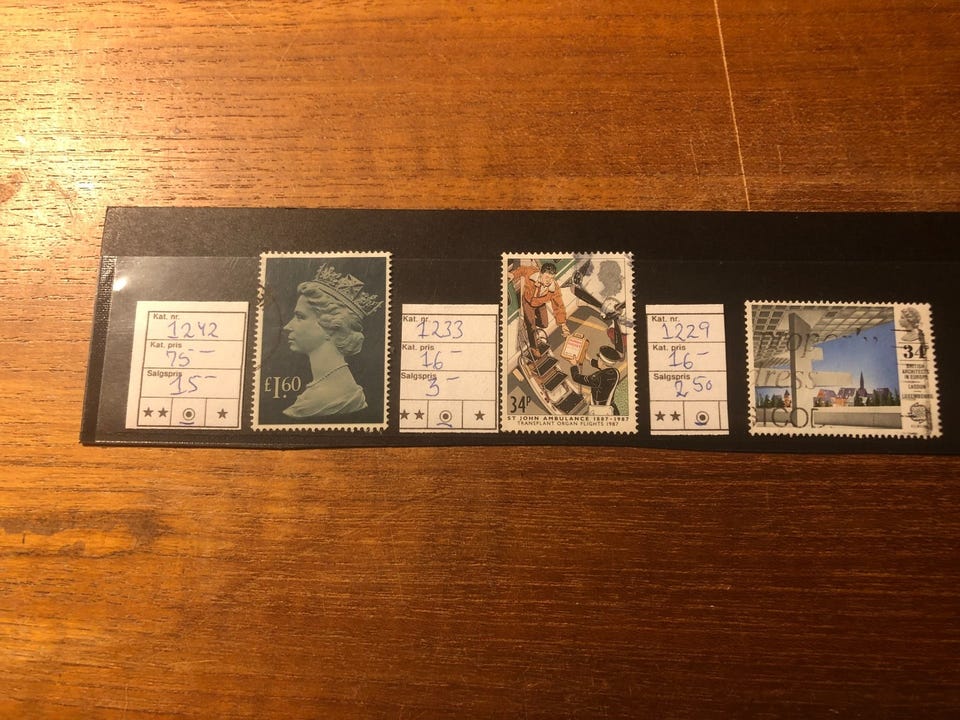 Kat. nr.
1242
Kat. pris
75-
Salgspris
15-
£1.60
Kat. nr.
1233
Kat. pris
16-
Salgspris
3-
34P
ST JOHN AMBULANCE 1887-1987
TRANSPLANT ORGAN FLIGHTS 1987
Kat. nr.
1229
Kat. pris
16-
Salgspris
2 50
34
BRITISH
ARCHITECTS
IN EUROPE